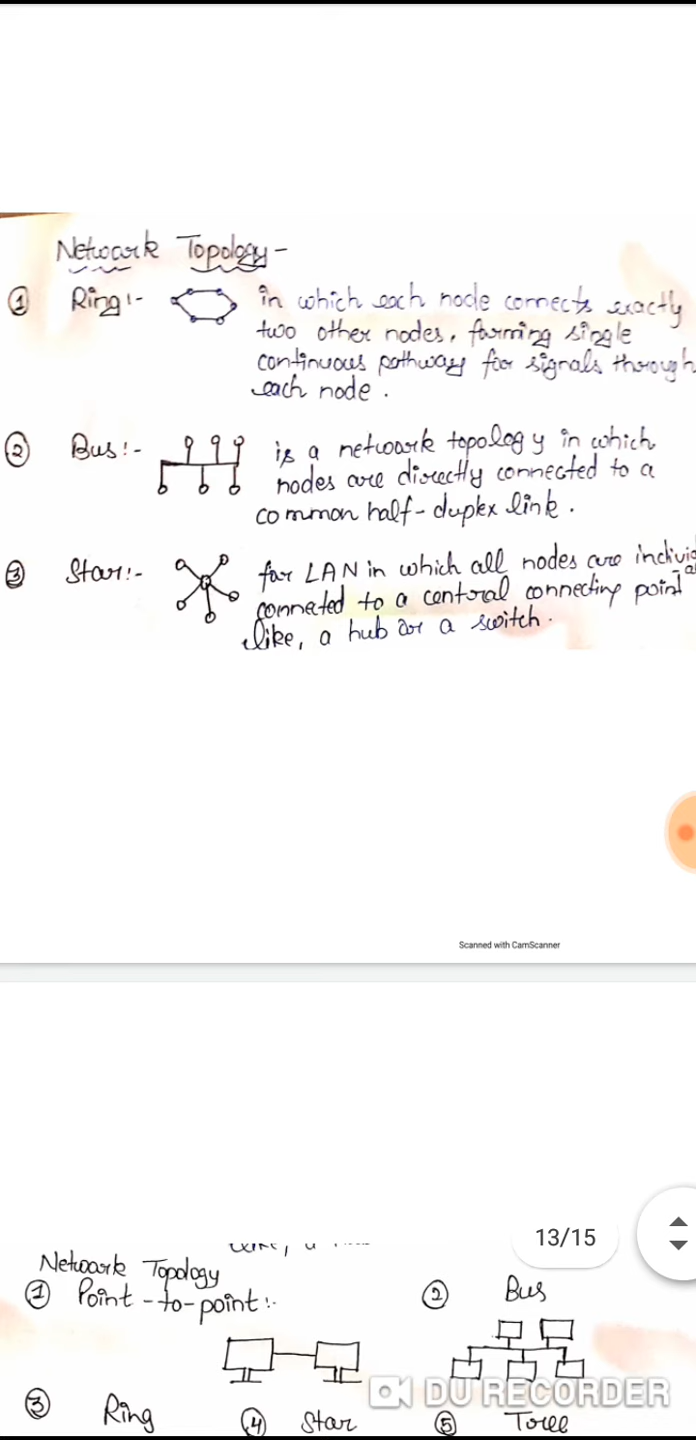 Network Topology -
① Ring :- in which each node connects exactly
two other nodes, forming single
continuous pathway for signals through
each node.
② Bus :- is a network topology in which
nodes are directly connected to a
common half-duplex link.
③ Star :- for LAN in which all nodes are
connected to a central connecting point
like, a hub or a switch.
Scanned with CamScanner
13/15
Network Topology
① Point-to-point :-
② Bus
DU RECORDER
③ Ring ④ Star ⑤ Tree